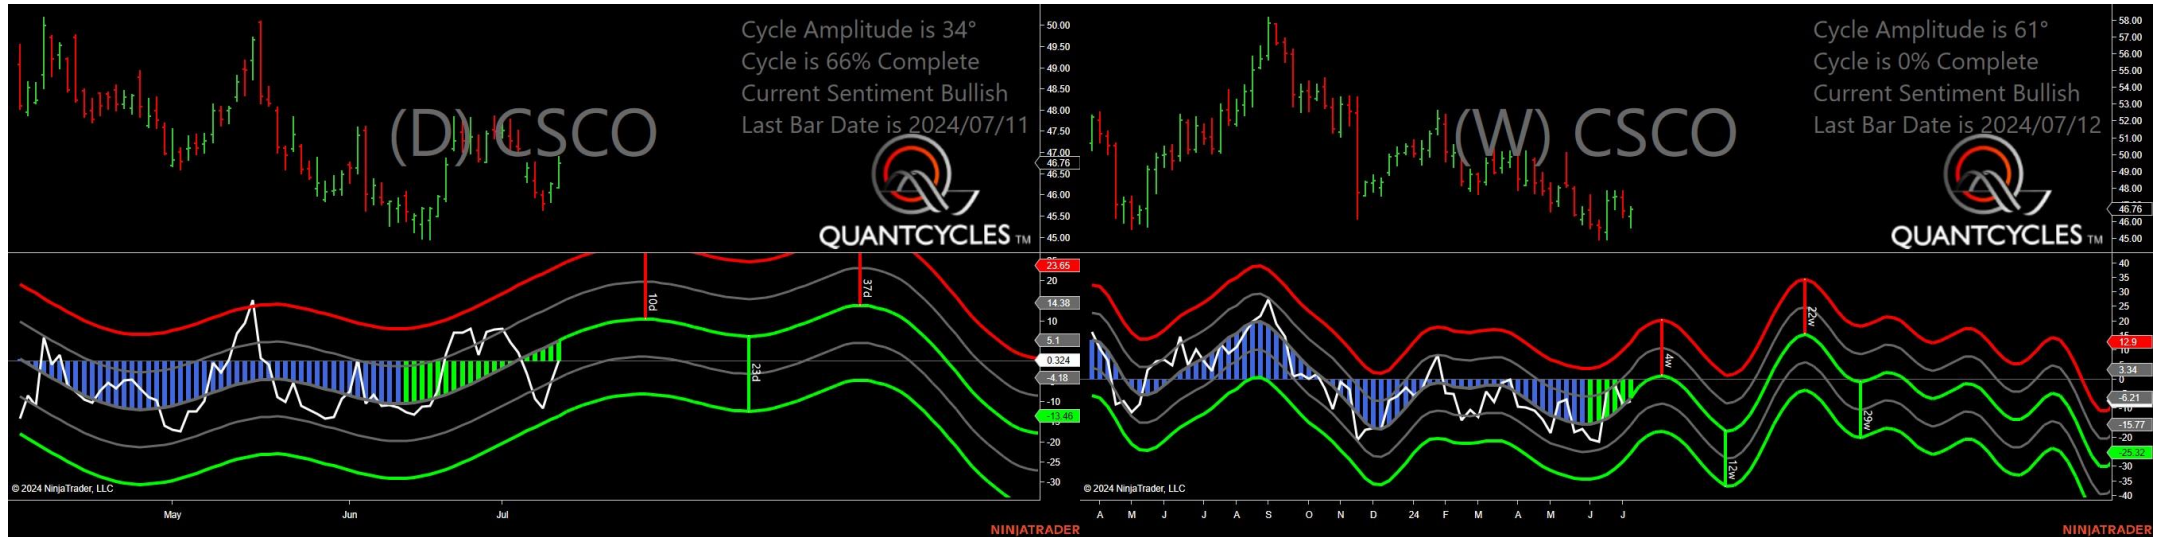 Cycle Amplitude is 34°
Cycle is 66% Complete
Current Sentiment Bullish
Last Bar Date is 2024/07/11
(D) CSCO
QUANTCYCLES TM
50.00
49.50
49.00
48.50
48.00
47.50
47.00
46.76
46.50
46.00
45.50
45.00
23.65
20
14.38
10
5.1
0.324
-4.18
-10
-13.46
-20
-25
-30
10d
23d
37d
© 2024 NinjaTrader, LLC
May Jun Jul
NINJATRADER
Cycle Amplitude is 61°
Cycle is 0% Complete
Current Sentiment Bullish
Last Bar Date is 2024/07/12
(W) CSCO
QUANTCYCLES TM
58.00
57.00
56.00
55.00
54.00
53.00
52.00
51.00
50.00
49.00
48.00
46.76
46.00
45.00
40
35
30
25
20
15
12.9
3.34
0
-6.21
-10
-15.77
-20
-25.32
-30
-35
-40
4w
12w
22w
29w
© 2024 NinjaTrader, LLC
A M J J A S O N D 24 F M A M J J
NINJATRADER